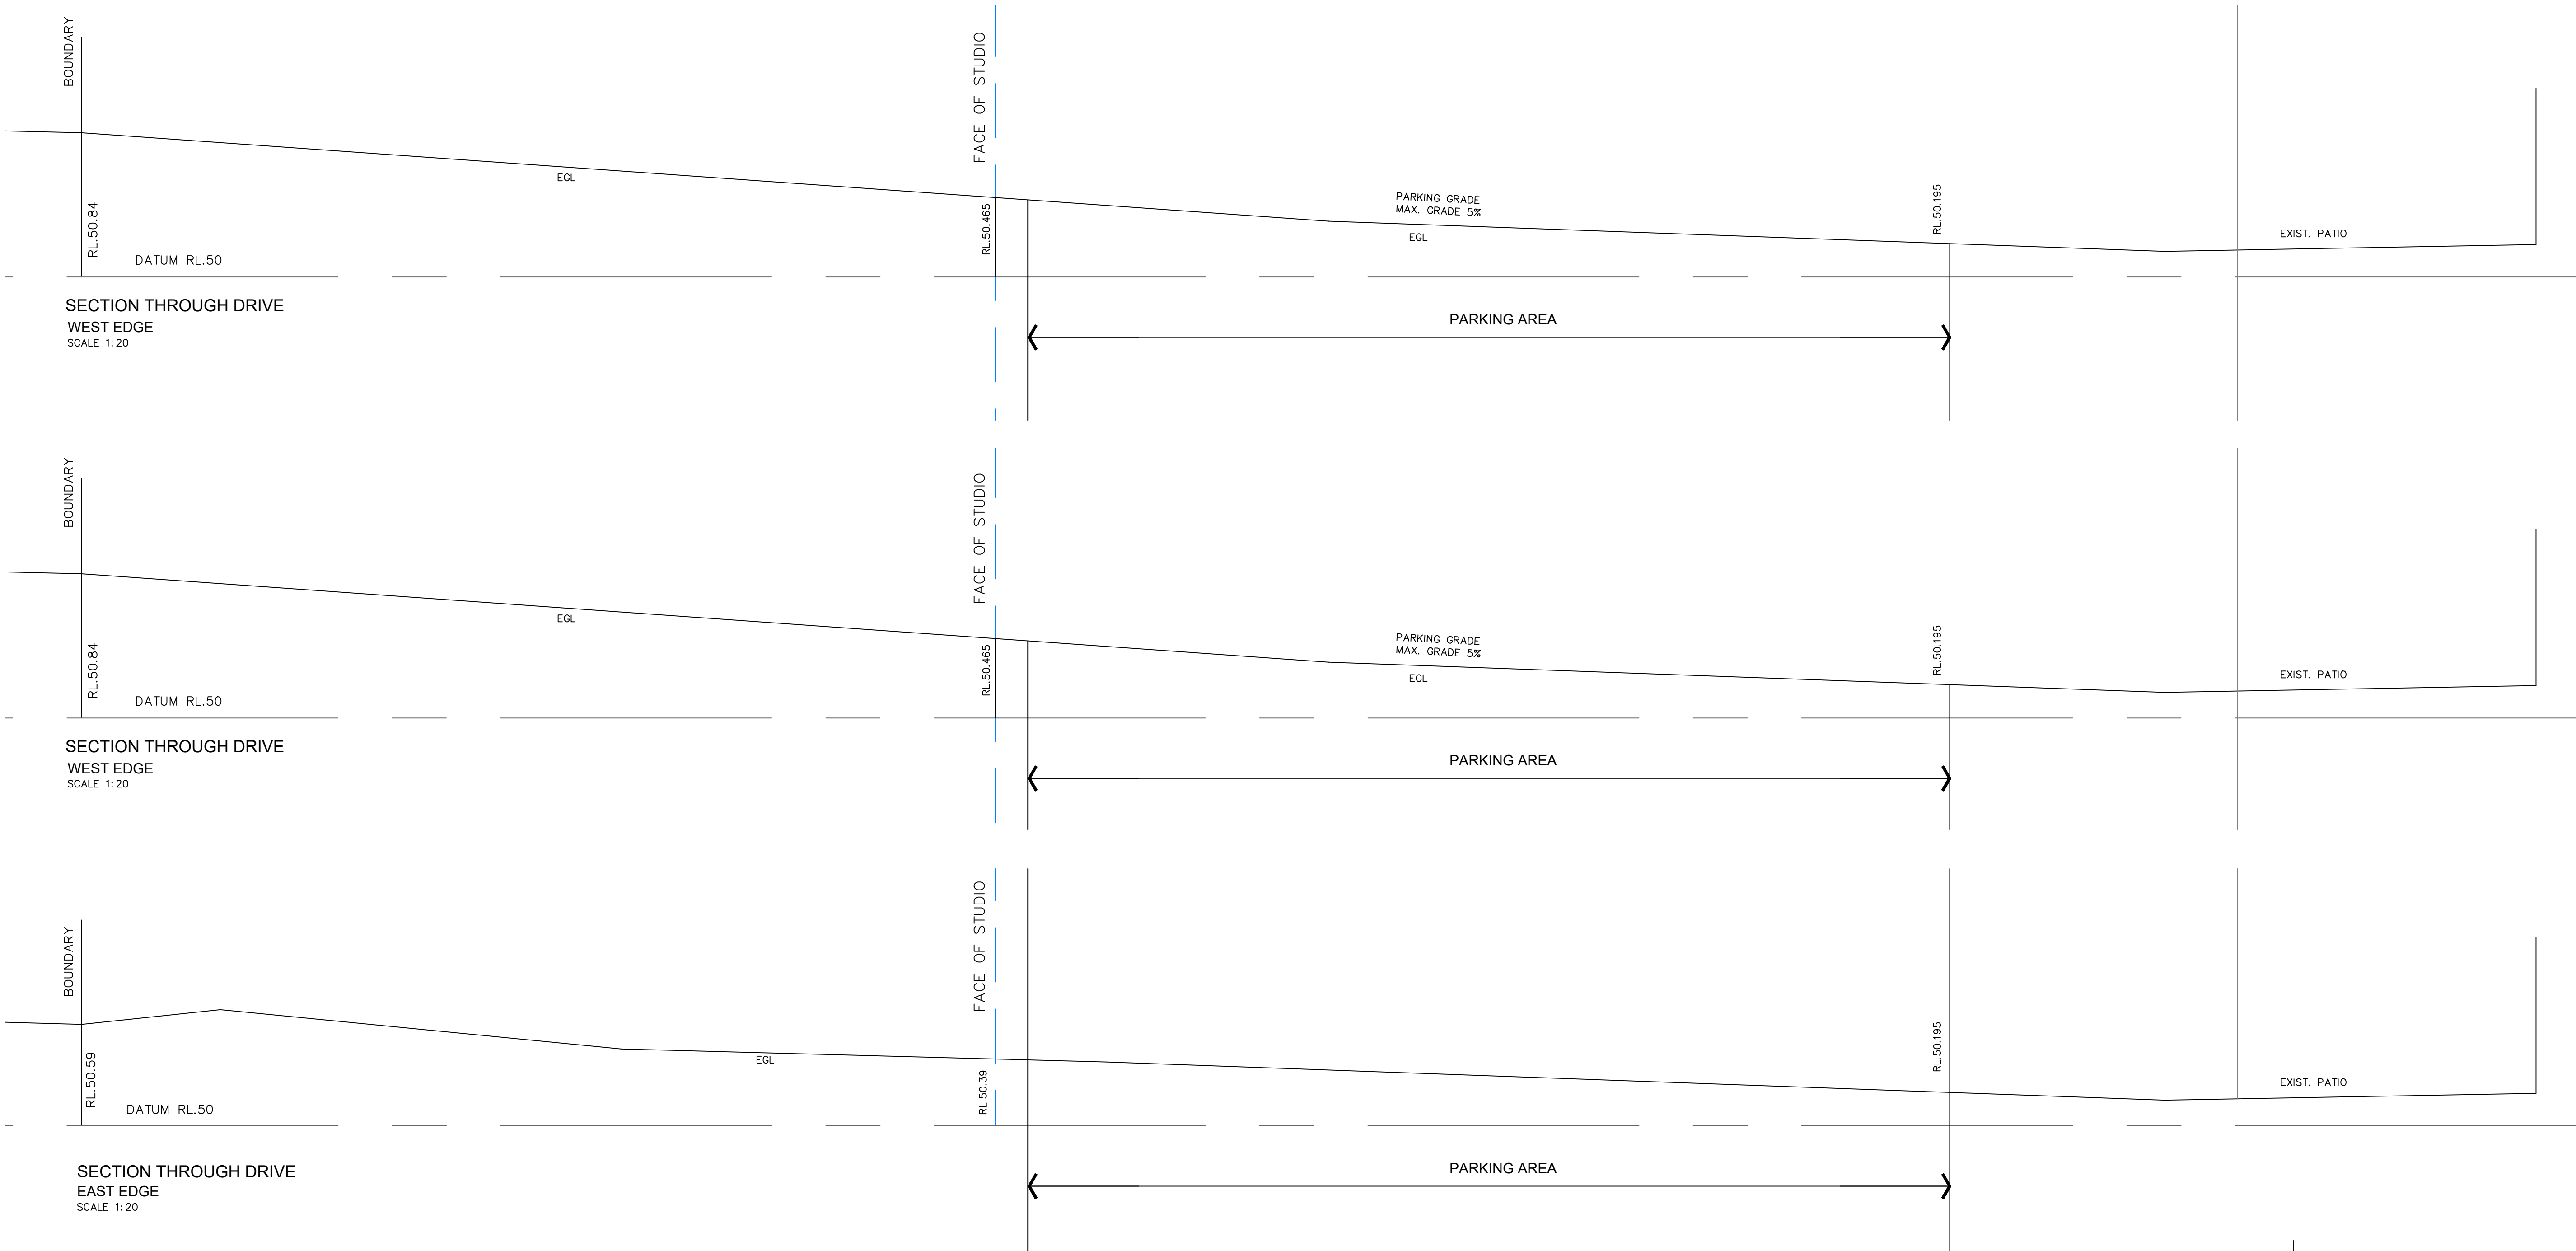 BOUNDARY
FACE OF STUDIO
EGL
PARKING GRADE
MAX. GRADE 5%
EGL
RL.50.84
RL.50.465
RL.50.195
EXIST. PATIO
DATUM RL.50
SECTION THROUGH DRIVE
WEST EDGE
SCALE 1:20
PARKING AREA
BOUNDARY
FACE OF STUDIO
EGL
PARKING GRADE
MAX. GRADE 5%
EGL
RL.50.84
RL.50.465
RL.50.195
EXIST. PATIO
DATUM RL.50
SECTION THROUGH DRIVE
WEST EDGE
SCALE 1:20
PARKING AREA
BOUNDARY
FACE OF STUDIO
EGL
RL.50.59
RL.50.39
RL.50.195
EXIST. PATIO
DATUM RL.50
SECTION THROUGH DRIVE
EAST EDGE
SCALE 1:20
PARKING AREA